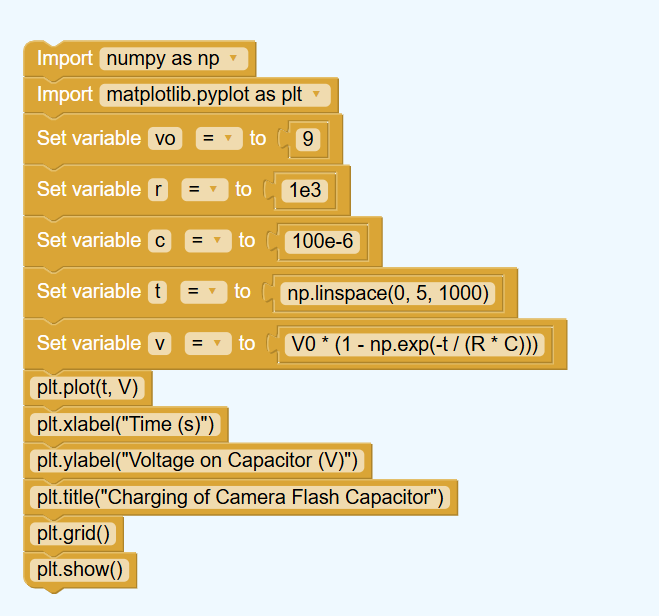 Import numpy as np
Import matplotlib.pyplot as plt
Set variable vo = to 9
Set variable r = to 1e3
Set variable c = to 100e-6
Set variable t = to np.linspace(0, 5, 1000)
Set variable v = to V0 * (1 - np.exp(-t / (R * C)))
plt.plot(t, V)
plt.xlabel("Time (s)")
plt.ylabel("Voltage on Capacitor (V)")
plt.title("Charging of Camera Flash Capacitor")
plt.grid()
plt.show()